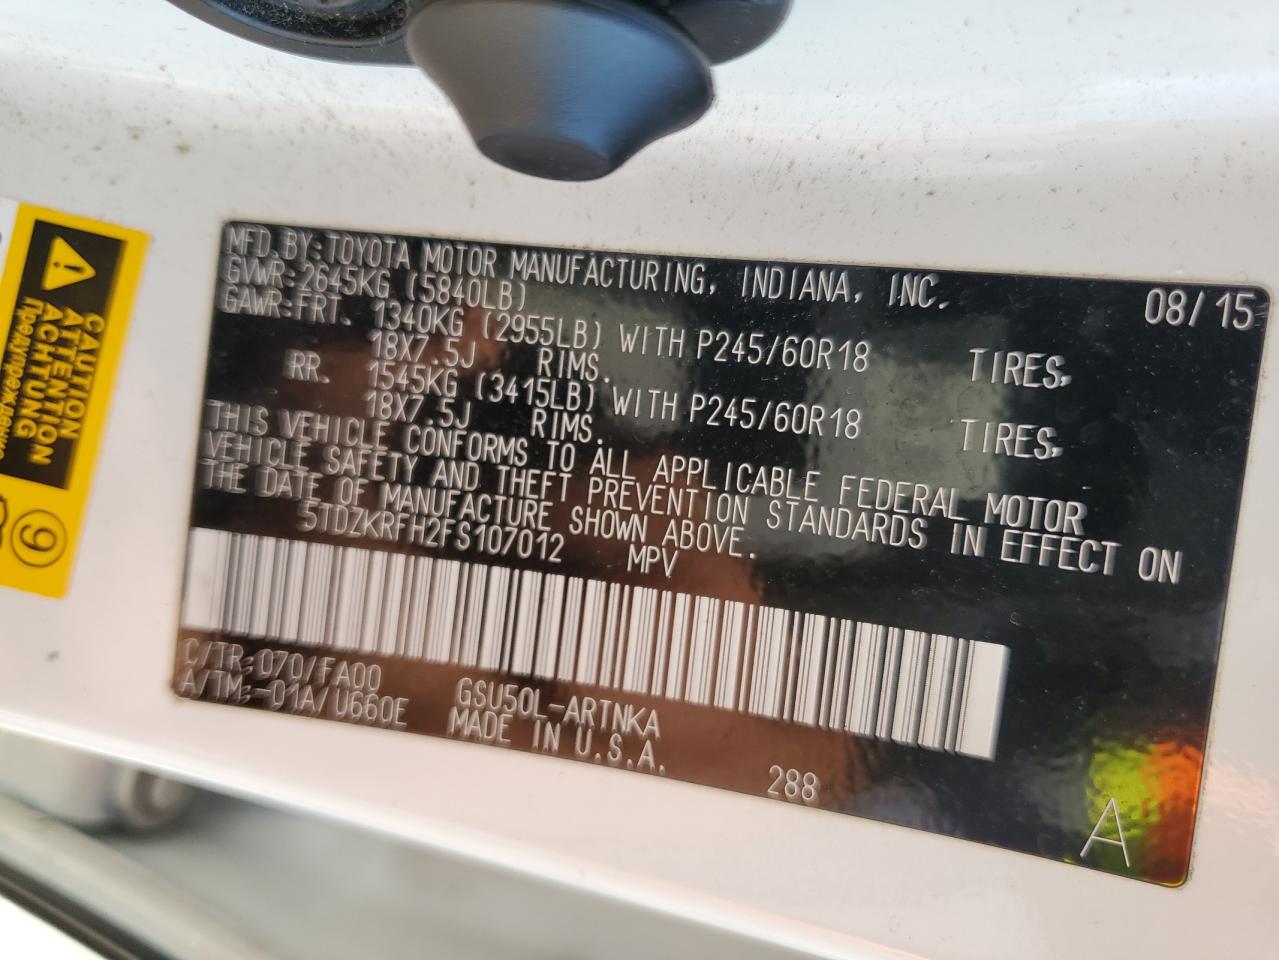 MFD.BY:TOYOTA MOTOR MANUFACTURING, INDIANA, INC. 08/15
GVWR:2645KG (5840LB)
GAWR:FRT. 1340KG (2955LB) WITH P245/60R18 TIRES,
18X7.5J RIMS.
RR. 1545KG (3415LB) WITH P245/60R18 TIRES,
18X7.5J RIMS.
THIS VEHICLE CONFORMS TO ALL APPLICABLE FEDERAL MOTOR
VEHICLE SAFETY AND THEFT PREVENTION STANDARDS IN EFFECT ON
THE DATE OF MANUFACTURE SHOWN ABOVE.
5TDZKRFH2FS107012 MPV
C/TR:070/FA00
A/TM:-01A/U660E
GSU50L-ARTNKA
MADE IN U.S.A.
288
A
CAUTION
ATTENTION
ACHTUNG
9